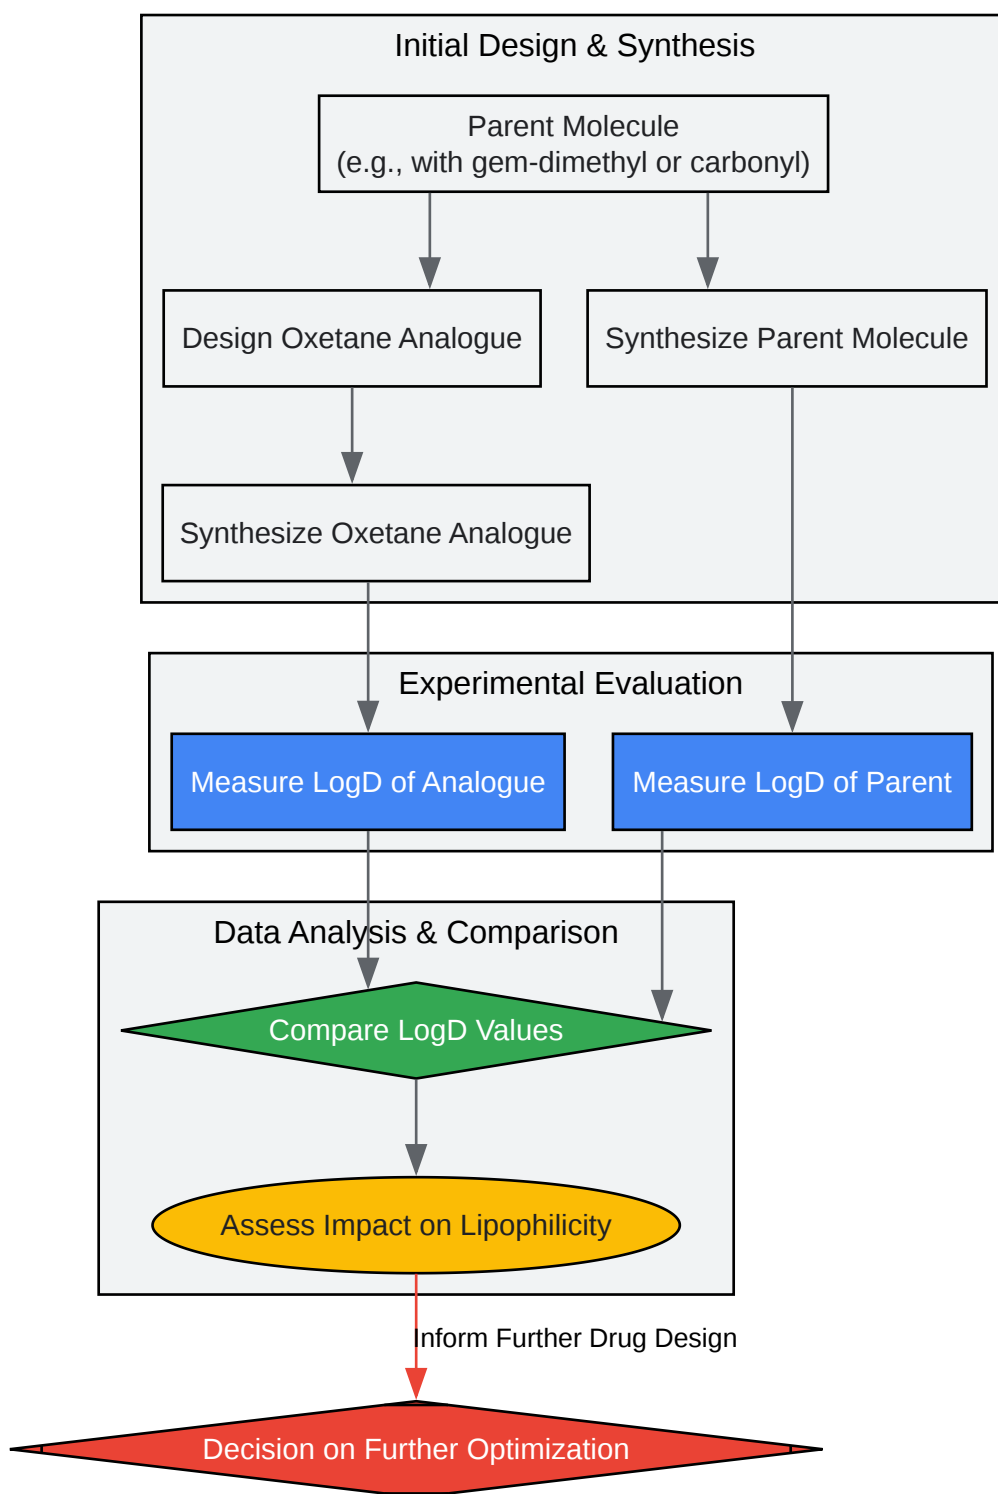 Initial Design & Synthesis
Parent Molecule
(e.g., with gem-dimethyl or carbonyl)
Design Oxetane Analogue
Synthesize Parent Molecule
Synthesize Oxetane Analogue
Experimental Evaluation
Measure LogD of Analogue
Measure LogD of Parent
Data Analysis & Comparison
Compare LogD Values
Assess Impact on Lipophilicity
Inform Further Drug Design
Decision on Further Optimization